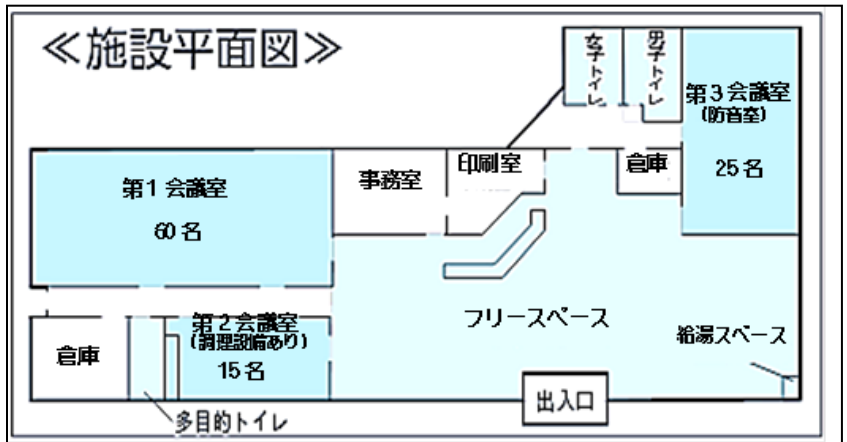 ≪施設平面図≫
女子トイレ
男子トイレ
第3会議室
(防音室)
25名
第1会議室
60名
事務室
印刷室
倉庫
フリースペース
給湯スペース
第2会議室
(調理設備あり)
15名
倉庫
多目的トイレ
出入口